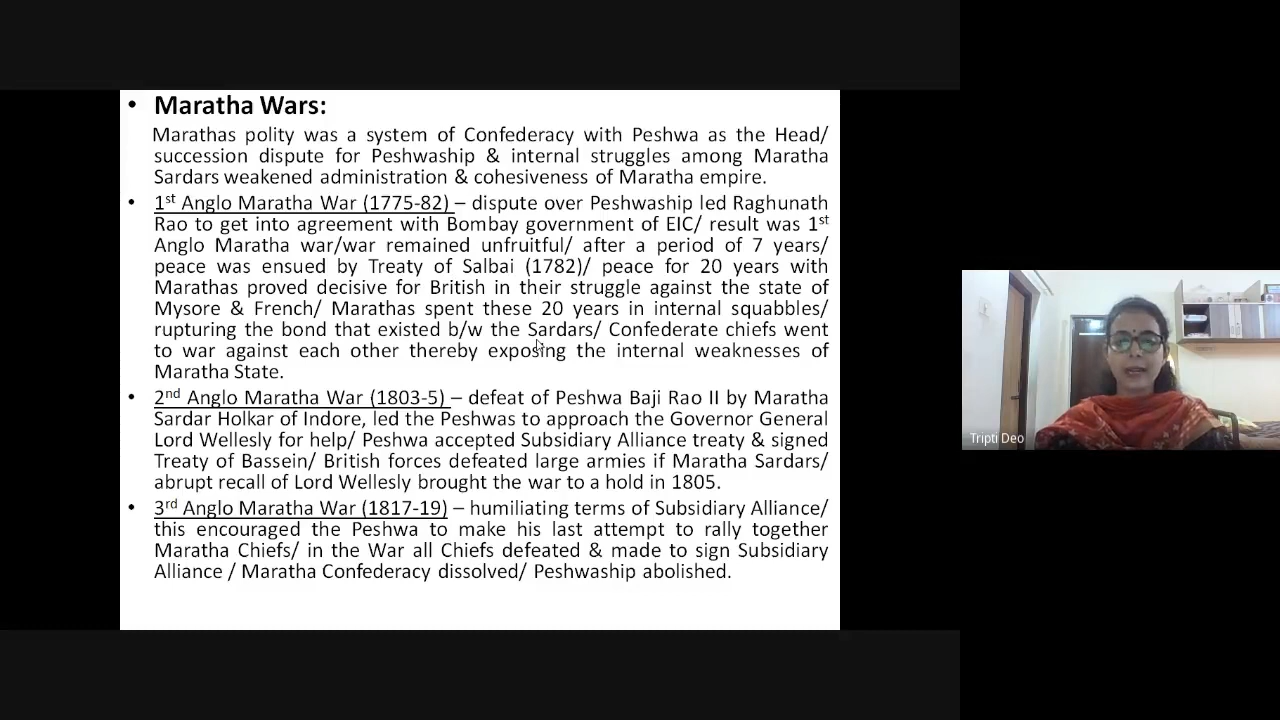 • Maratha Wars:
Marathas polity was a system of Confederacy with Peshwa as the Head/
succession dispute for Peshwaship & internal struggles among Maratha
Sardars weakened administration & cohesiveness of Maratha empire.
• 1st Anglo Maratha War (1775-82) – dispute over Peshwaship led Raghunath
Rao to get into agreement with Bombay government of EIC/ result was 1st
Anglo Maratha war/war remained unfruitful/ after a period of 7 years/
peace was ensued by Treaty of Salbai (1782)/ peace for 20 years with
Marathas proved decisive for British in their struggle against the state of
Mysore & French/ Marathas spent these 20 years in internal squabbles/
rupturing the bond that existed b/w the Sardars/ Confederate chiefs went
to war against each other thereby exposing the internal weaknesses of
Maratha State.
• 2nd Anglo Maratha War (1803-5) – defeat of Peshwa Baji Rao II by Maratha
Sardar Holkar of Indore, led the Peshwas to approach the Governor General
Lord Wellesly for help/ Peshwa accepted Subsidiary Alliance treaty & signed
Treaty of Bassein/ British forces defeated large armies if Maratha Sardars/
abrupt recall of Lord Wellesly brought the war to a hold in 1805.
• 3rd Anglo Maratha War (1817-19) – humiliating terms of Subsidiary Alliance/
this encouraged the Peshwa to make his last attempt to rally together
Maratha Chiefs/ in the War all Chiefs defeated & made to sign Subsidiary
Alliance / Maratha Confederacy dissolved/ Peshwaship abolished.
Tripti Deo